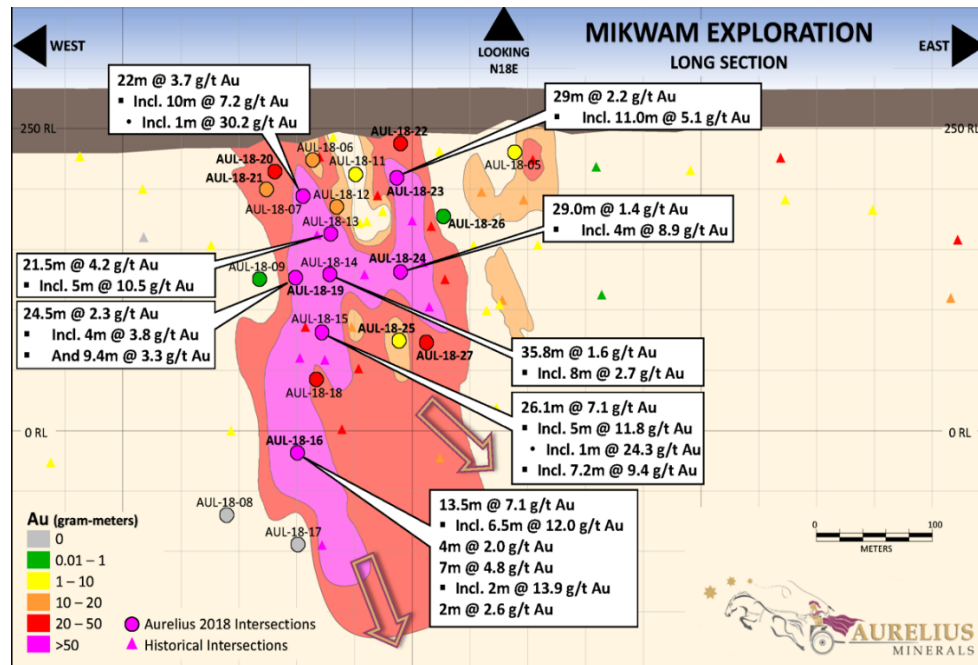 WEST
LOOKING
N18E
MIKWAM EXPLORATION
LONG SECTION
EAST
22m @ 3.7 g/t Au
▪ Incl. 10m @ 7.2 g/t Au
• Incl. 1m @ 30.2 g/t Au
29m @ 2.2 g/t Au
▪ Incl. 11.0m @ 5.1 g/t Au
250 RL
250 RL
AUL-18-22
AUL-18-06
AUL-18-11
AUL-18-05
AUL-18-20
AUL-18-21
AUL-18-07
AUL-18-12
AUL-18-23
AUL-18-13
AUL-18-26
29.0m @ 1.4 g/t Au
▪ Incl. 4m @ 8.9 g/t Au
21.5m @ 4.2 g/t Au
▪ Incl. 5m @ 10.5 g/t Au
AUL-18-09
AUL-18-14
AUL-18-24
AUL-18-19
24.5m @ 2.3 g/t Au
▪ Incl. 4m @ 3.8 g/t Au
▪ And 9.4m @ 3.3 g/t Au
AUL-18-15
AUL-18-25
AUL-18-27
35.8m @ 1.6 g/t Au
▪ Incl. 8m @ 2.7 g/t Au
AUL-18-18
26.1m @ 7.1 g/t Au
▪ Incl. 5m @ 11.8 g/t Au
• Incl. 1m @ 24.3 g/t Au
▪ Incl. 7.2m @ 9.4 g/t Au
0 RL
0 RL
AUL-18-16
AUL-18-08
AUL-18-17
13.5m @ 7.1 g/t Au
▪ Incl. 6.5m @ 12.0 g/t Au
4m @ 2.0 g/t Au
7m @ 4.8 g/t Au
▪ Incl. 2m @ 13.9 g/t Au
2m @ 2.6 g/t Au
0 100
METERS
Au (gram-meters)
0
0.01 – 1
1 – 10
10 – 20
20 – 50
>50
Aurelius 2018 Intersections
Historical Intersections
AURELIUS
MINERALS